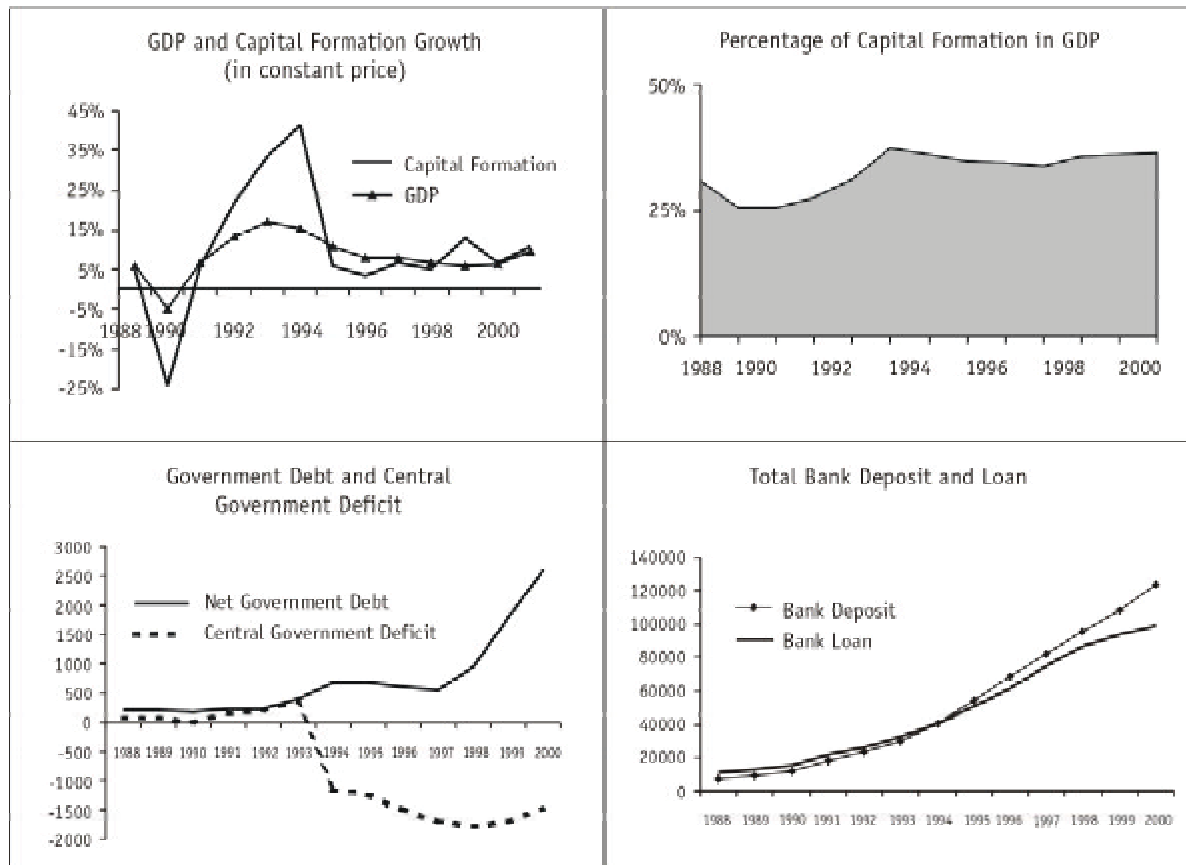 GDP and Capital Formation Growth
(in constant price)
45%
35%
25%
15%
5%
-5%
-15%
-25%
Capital Formation
GDP
1988 1990 1992 1994 1996 1998 2000
Percentage of Capital Formation in GDP
50%
25%
0%
1988 1990 1992 1994 1996 1998 2000
Government Debt and Central
Government Deficit
3000
2500
2000
1500
1000
500
0
-500
-1000
-1500
-2000
Net Government Debt
Central Government Deficit
1988 1989 1990 1991 1992 1993 1994 1995 1996 1997 1998 1999 2000
Total Bank Deposit and Loan
140000
120000
100000
80000
60000
40000
20000
0
Bank Deposit
Bank Loan
1988 1989 1990 1991 1992 1993 1994 1995 1996 1997 1998 1999 2000